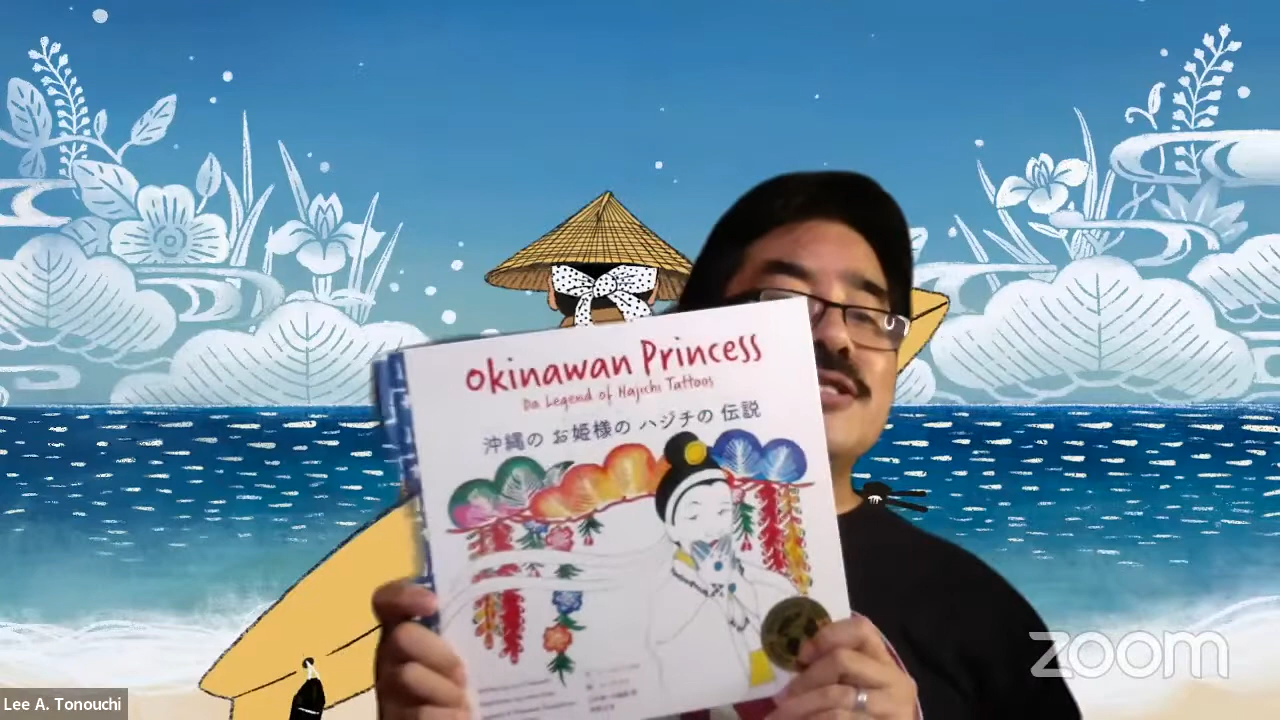 okinawan Princess
Da Legend of Hajichi Tattoos
沖縄の お姫様の ハジチの 伝説
zoom
Lee A. Tonouchi